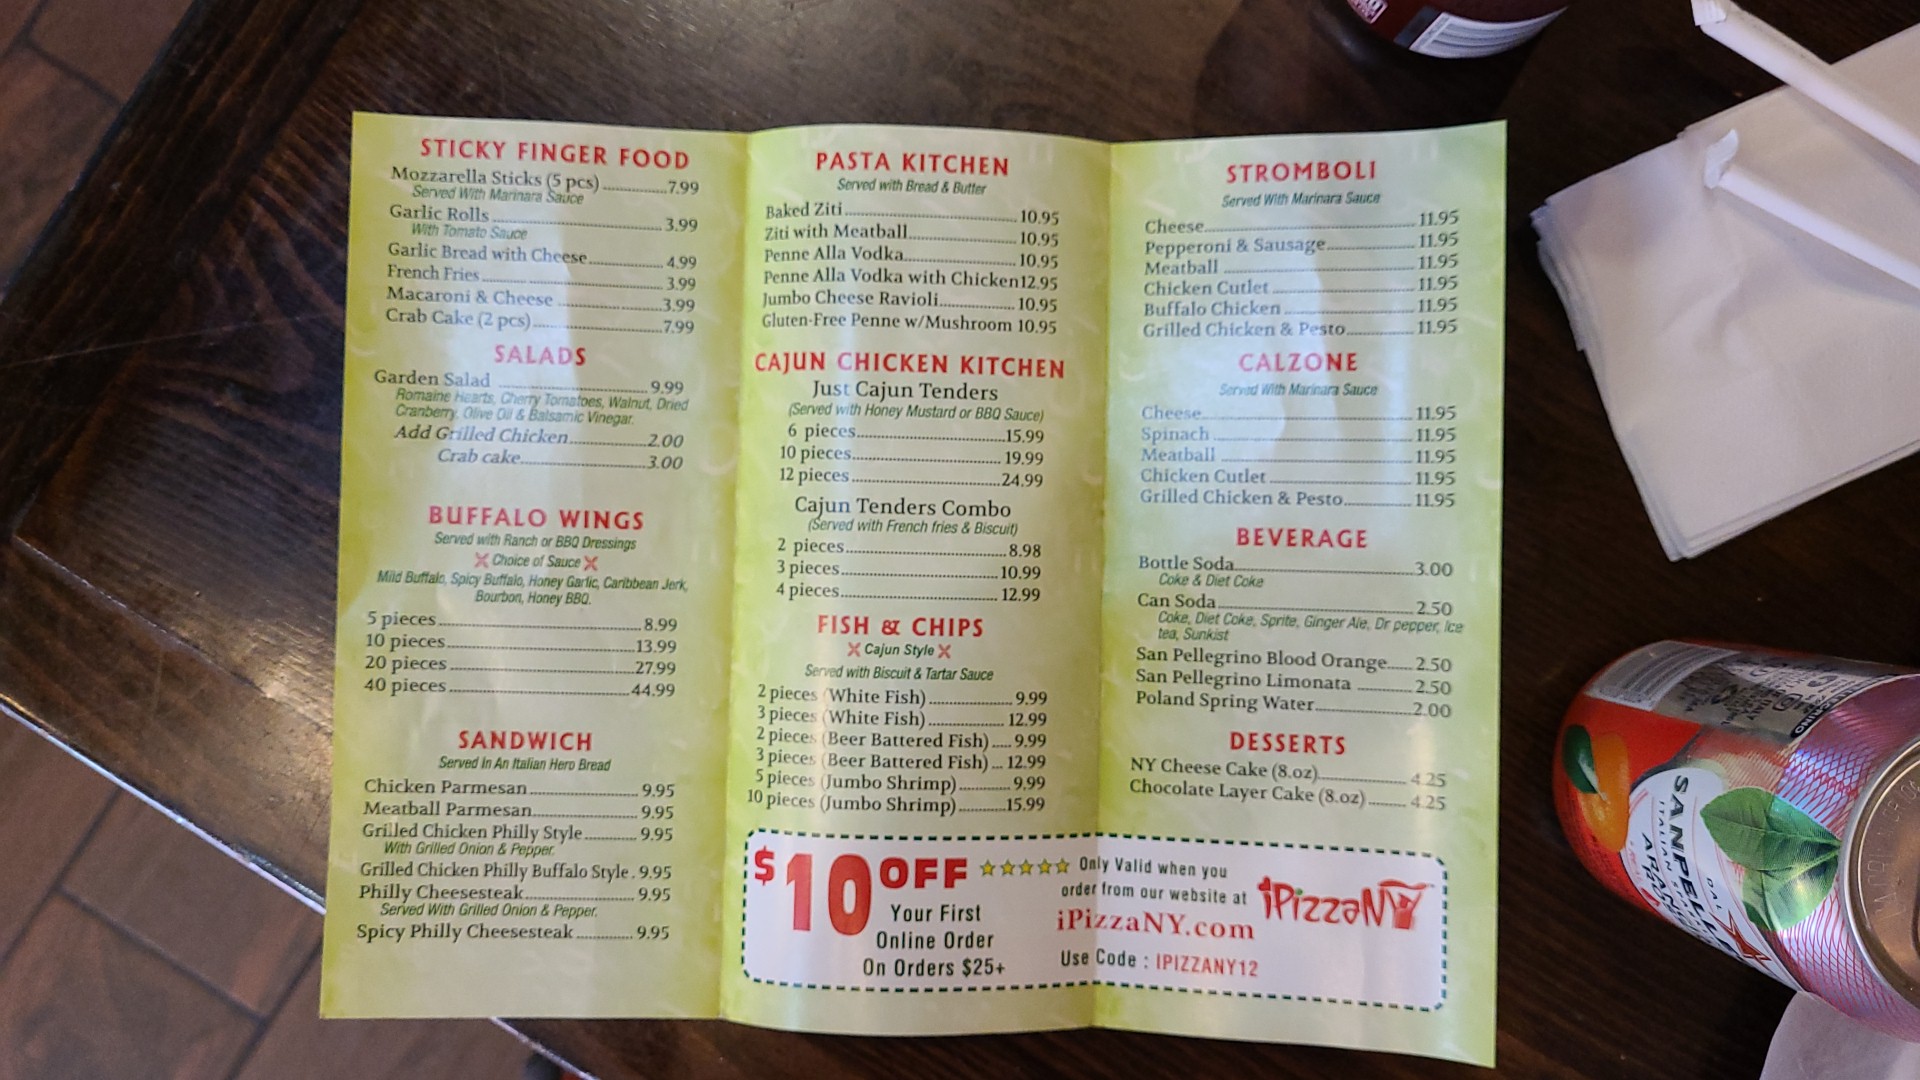 STICKY FINGER FOOD
Mozzarella Sticks (5 pcs) 7.99
Served With Marinara Sauce
Garlic Rolls 3.99
With Tomato Sauce
Garlic Bread with Cheese 4.99
French Fries 3.99
Macaroni & Cheese 3.99
Crab Cake (2 pcs) 7.99
SALADS
Garden Salad 9.99
Romaine Hearts, Cherry Tomatoes, Walnut, Dried
Cranberry, Olive Oil & Balsamic Vinegar.
Add Grilled Chicken 2.00
Crab cake 3.00
BUFFALO WINGS
Served with Ranch or BBQ Dressings
Choice of Sauce
Mild Buffalo, Spicy Buffalo, Honey Garlic, Caribbean Jerk,
Bourbon, Honey BBQ.
5 pieces 8.99
10 pieces 13.99
20 pieces 27.99
40 pieces 44.99
SANDWICH
Served In An Italian Hero Bread
Chicken Parmesan 9.95
Meatball Parmesan 9.95
Grilled Chicken Philly Style 9.95
With Grilled Onion & Pepper.
Grilled Chicken Philly Buffalo Style 9.95
Philly Cheesesteak 9.95
Served With Grilled Onion & Pepper.
Spicy Philly Cheesesteak 9.95
PASTA KITCHEN
Served with Bread & Butter
Baked Ziti 10.95
Ziti with Meatball 10.95
Penne Alla Vodka 10.95
Penne Alla Vodka with Chicken 12.95
Jumbo Cheese Ravioli 10.95
Gluten-Free Penne w/Mushroom 10.95
CAJUN CHICKEN KITCHEN
Just Cajun Tenders
(Served with Honey Mustard or BBQ Sauce)
6 pieces 15.99
10 pieces 19.99
12 pieces 24.99
Cajun Tenders Combo
(Served with French fries & Biscuit)
2 pieces 8.98
3 pieces 10.99
4 pieces 12.99
FISH & CHIPS
Cajun Style
Served with Biscuit & Tartar Sauce
2 pieces (White Fish) 9.99
3 pieces (White Fish) 12.99
2 pieces (Beer Battered Fish) 9.99
3 pieces (Beer Battered Fish) 12.99
5 pieces (Jumbo Shrimp) 9.99
10 pieces (Jumbo Shrimp) 15.99
STROMBOLI
Served With Marinara Sauce
Cheese 11.95
Pepperoni & Sausage 11.95
Meatball 11.95
Chicken Cutlet 11.95
Buffalo Chicken 11.95
Grilled Chicken & Pesto 11.95
CALZONE
Served With Marinara Sauce
Cheese 11.95
Spinach 11.95
Meatball 11.95
Chicken Cutlet 11.95
Grilled Chicken & Pesto 11.95
BEVERAGE
Bottle Soda 3.00
Coke & Diet Coke
Can Soda 2.50
Coke, Diet Coke, Sprite, Ginger Ale, Dr pepper, Ice
tea, Sunkist
San Pellegrino Blood Orange 2.50
San Pellegrino Limonata 2.50
Poland Spring Water 2.00
DESSERTS
NY Cheese Cake (8.oz) 4.25
Chocolate Layer Cake (8.oz) 4.25
$10 OFF
Your First
Online Order
On Orders $25+
Only Valid when you
order from our website at
iPizzaNY.com
Use Code : IPIZZANY12
iPizzaNY
SANPELLE
ITALIAN
DAL